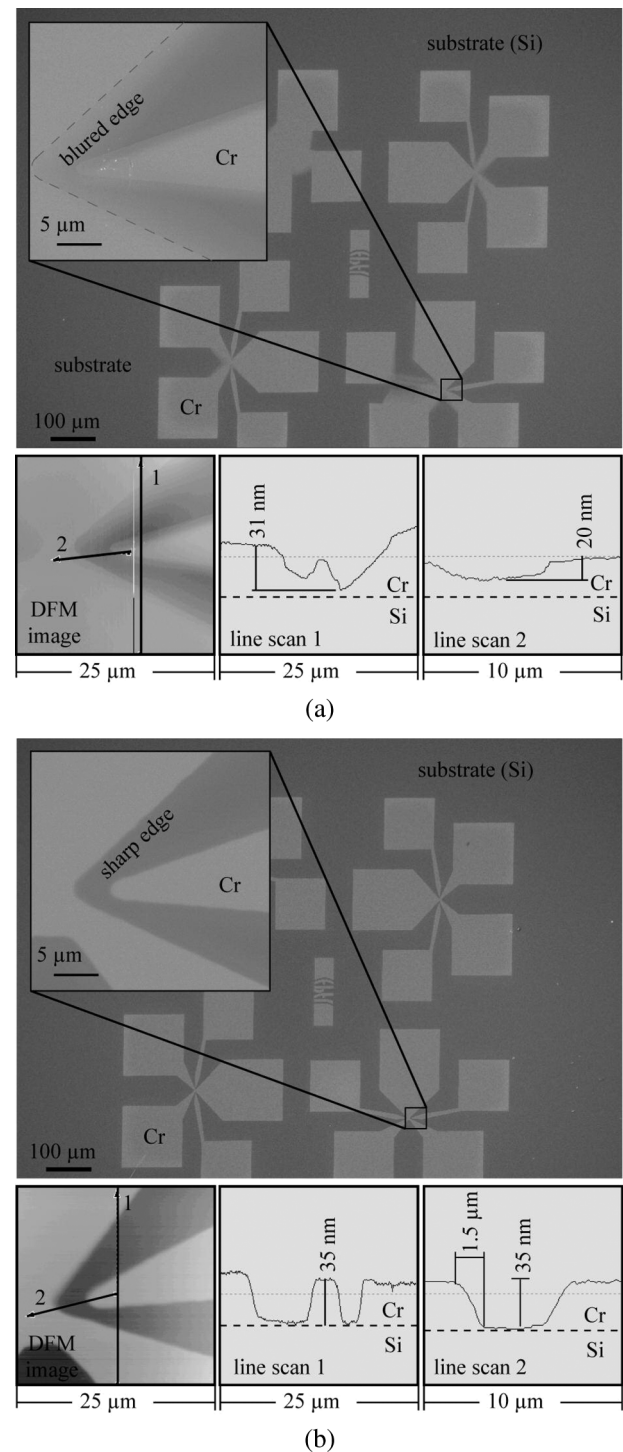 substrate (Si)
blured edge
Cr
5 µm
substrate
Cr
100 µm
1
2
DFM
image
31 nm
Cr
Si
line scan 1
20 nm
Cr
Si
line scan 2
25 µm
25 µm
10 µm
(a)
substrate (Si)
sharp edge
Cr
5 µm
Cr
100 µm
1
2
DFM
image
35 nm
Cr
Si
line scan 1
1.5 µm
35 nm
Cr
Si
line scan 2
25 µm
25 µm
10 µm
(b)